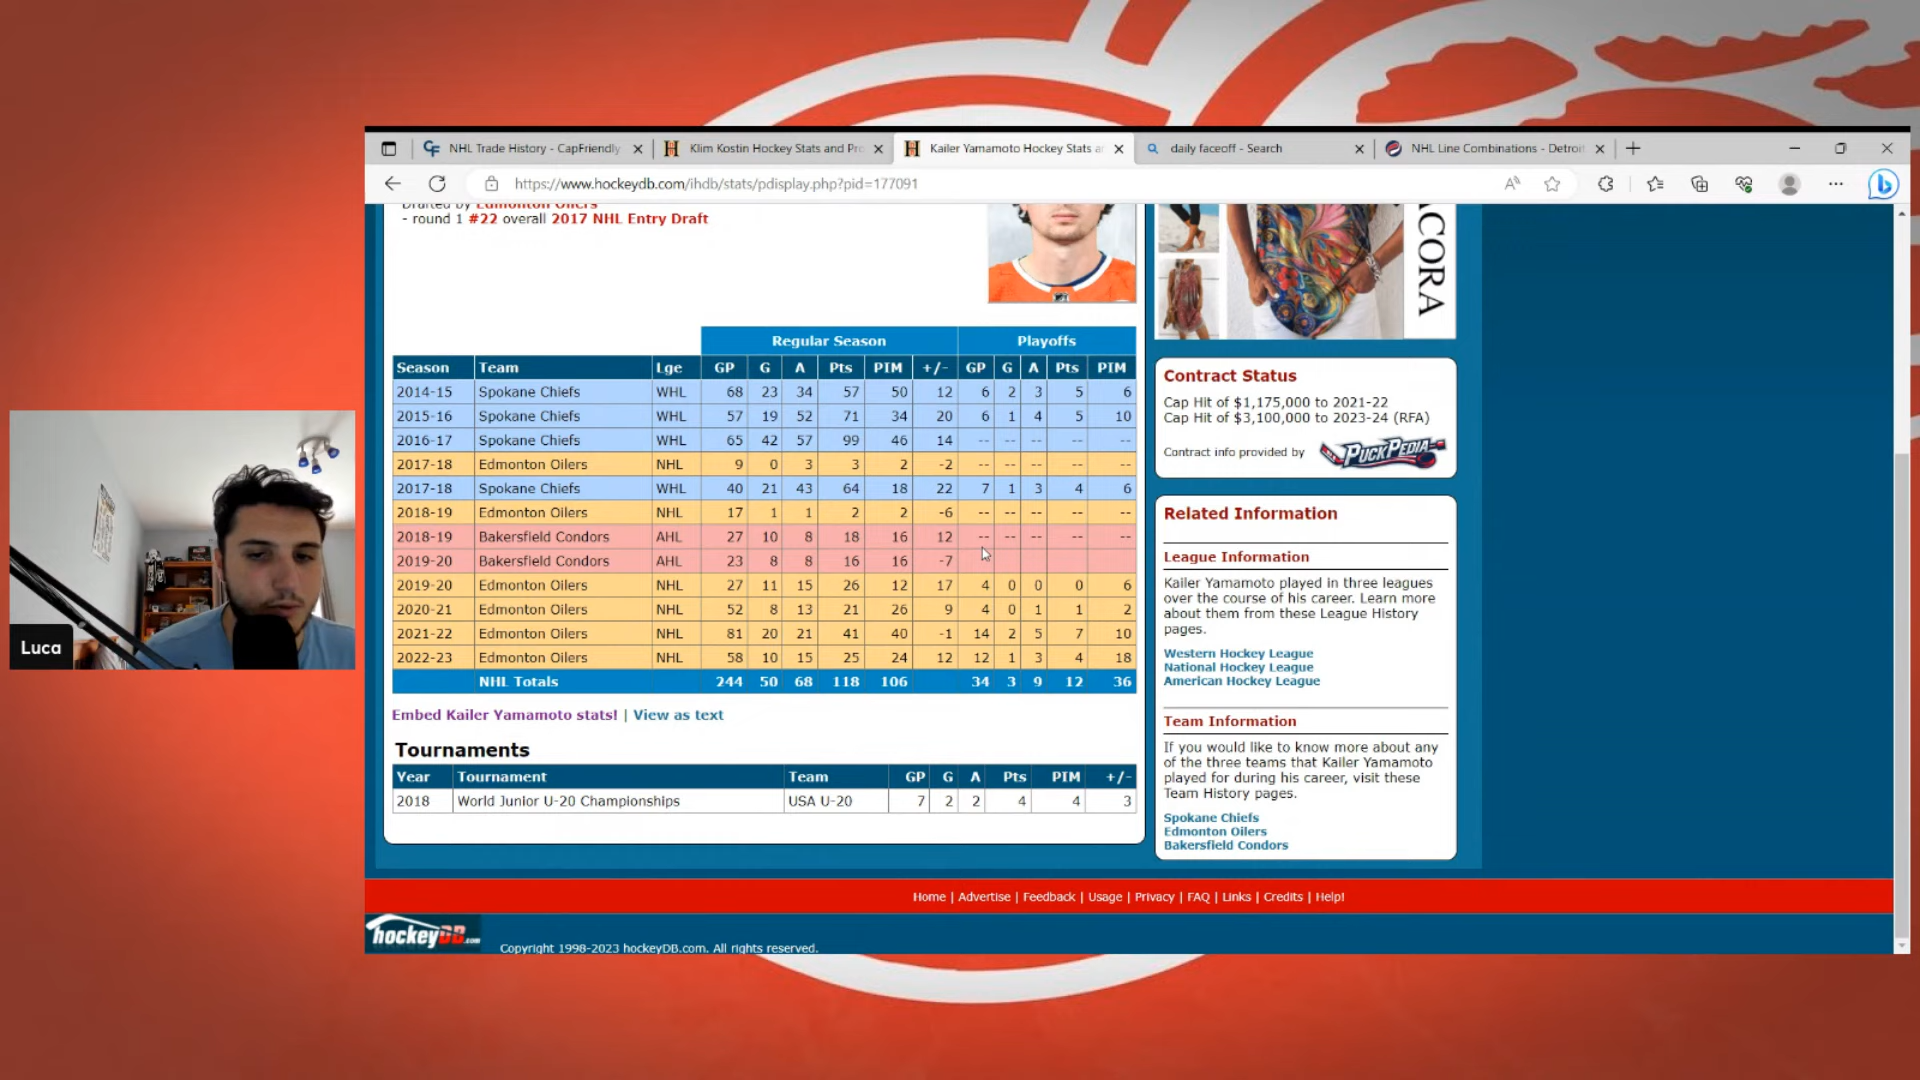 NHL Trade History - CapFriendly
Klim Kostin Hockey Stats and Pro
Kailer Yamamoto Hockey Stats a
daily faceoff - Search
NHL Line Combinations - Detroit
https://www.hockeydb.com/ihdb/stats/pdisplay.php?pid=177091
Drafted by Edmonton Oilers
- round 1 #22 overall 2017 NHL Entry Draft
ACORA
Regular Season Playoffs
Season Team Lge GP G A Pts PIM +/- GP G A Pts PIM
2014-15 Spokane Chiefs WHL 68 23 34 57 50 12 6 2 3 5 6
2015-16 Spokane Chiefs WHL 57 19 52 71 34 20 6 1 4 5 10
2016-17 Spokane Chiefs WHL 65 42 57 99 46 14 -- -- -- -- --
2017-18 Edmonton Oilers NHL 9 0 3 3 2 -2 -- -- -- -- --
2017-18 Spokane Chiefs WHL 40 21 43 64 18 22 7 1 3 4 6
2018-19 Edmonton Oilers NHL 17 1 1 2 2 -6 -- -- -- -- --
2018-19 Bakersfield Condors AHL 27 10 8 18 16 12 -- -- -- -- --
2019-20 Bakersfield Condors AHL 23 8 8 16 16 -7
2019-20 Edmonton Oilers NHL 27 11 15 26 12 17 4 0 0 0 6
2020-21 Edmonton Oilers NHL 52 8 13 21 26 9 4 0 1 1 2
2021-22 Edmonton Oilers NHL 81 20 21 41 40 -1 14 2 5 7 10
2022-23 Edmonton Oilers NHL 58 10 15 25 24 12 12 1 3 4 18
NHL Totals 244 50 68 118 106 34 3 9 12 36
Embed Kailer Yamamoto stats! | View as text
Tournaments
Year Tournament Team GP G A Pts PIM +/-
2018 World Junior U-20 Championships USA U-20 7 2 2 4 4 3
Contract Status
Cap Hit of $1,175,000 to 2021-22
Cap Hit of $3,100,000 to 2023-24 (RFA)
Contract info provided by PUCKPEDIA
Related Information
League Information
Kailer Yamamoto played in three leagues
over the course of his career. Learn more
about them from these League History
pages.
Western Hockey League
National Hockey League
American Hockey League
Team Information
If you would like to know more about any
of the three teams that Kailer Yamamoto
played for during his career, visit these
Team History pages.
Spokane Chiefs
Edmonton Oilers
Bakersfield Condors
Home | Advertise | Feedback | Usage | Privacy | FAQ | Links | Credits | Help!
hockeyDB.com
Copyright 1998-2023 hockeyDB.com. All rights reserved.
Luca